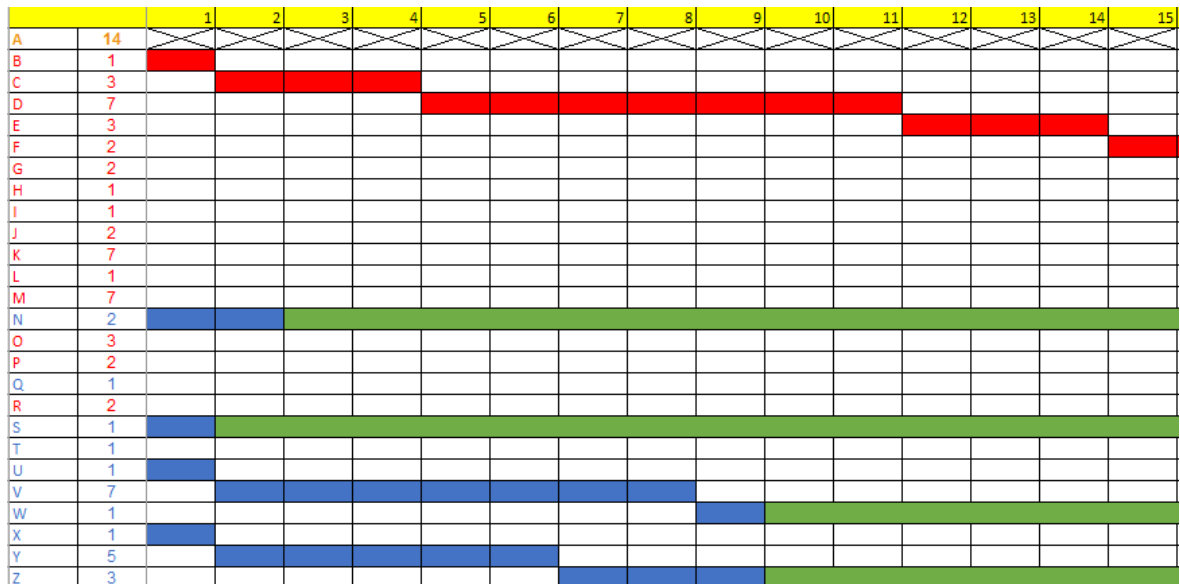 1 2 3 4 5 6 7 8 9 10 11 12 13 14 15
A 14
B 1
C 3
D 7
E 3
F 2
G 2
H 1
I 1
J 2
K 7
L 1
M 7
N 2
O 3
P 2
Q 1
R 2
S 1
T 1
U 1
V 7
W 1
X 1
Y 5
Z 3